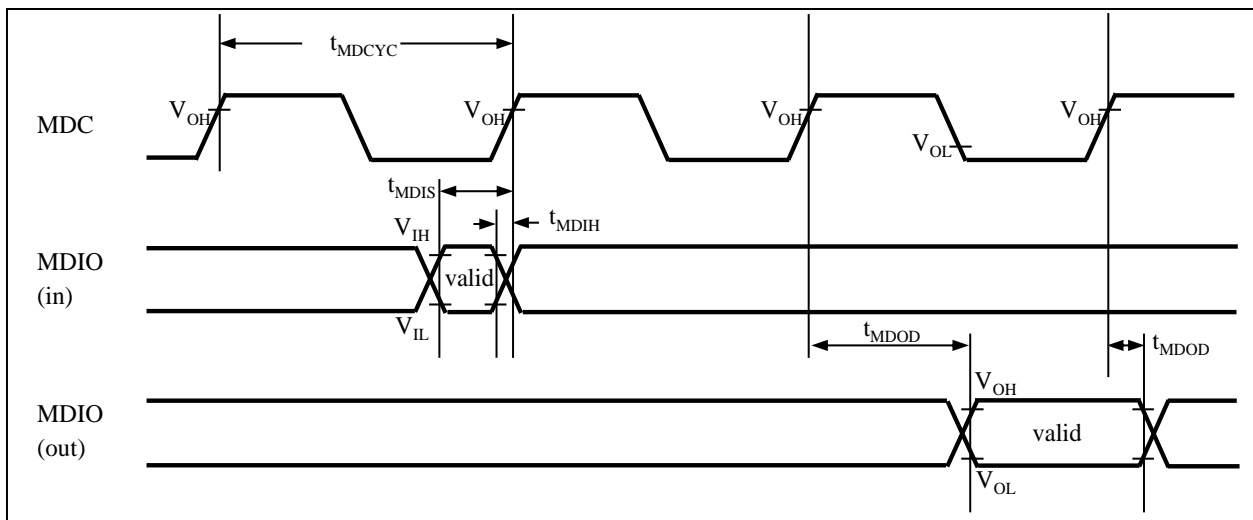 tMDCYC
MDC
VOH
VOH
VOH
VOL
VOH
tMDIS
tMDIH
VIH
MDIO
(in)
valid
VIL
tMDOD
tMDOD
VOH
MDIO
(out)
valid
VOL